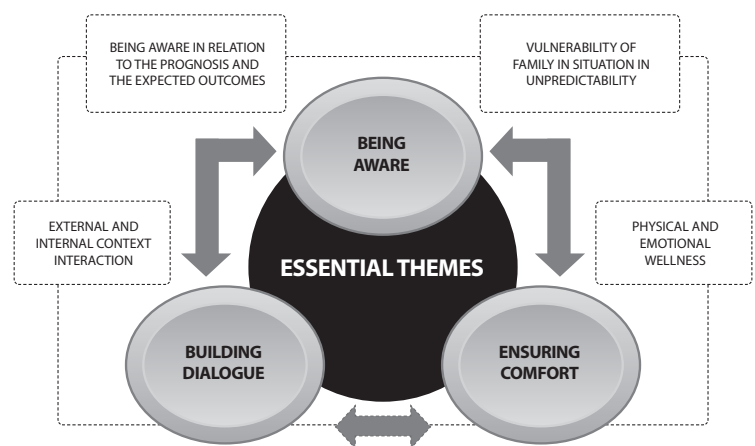 BEING AWARE IN RELATION
TO THE PROGNOSIS AND
THE EXPECTED OUTCOMES
VULNERABILITY OF
FAMILY IN SITUATION IN
UNPREDICTABILITY
BEING
AWARE
EXTERNAL AND
INTERNAL CONTEXT
INTERACTION
PHYSICAL AND
EMOTIONAL
WELLNESS
ESSENTIAL THEMES
BUILDING
DIALOGUE
ENSURING
COMFORT